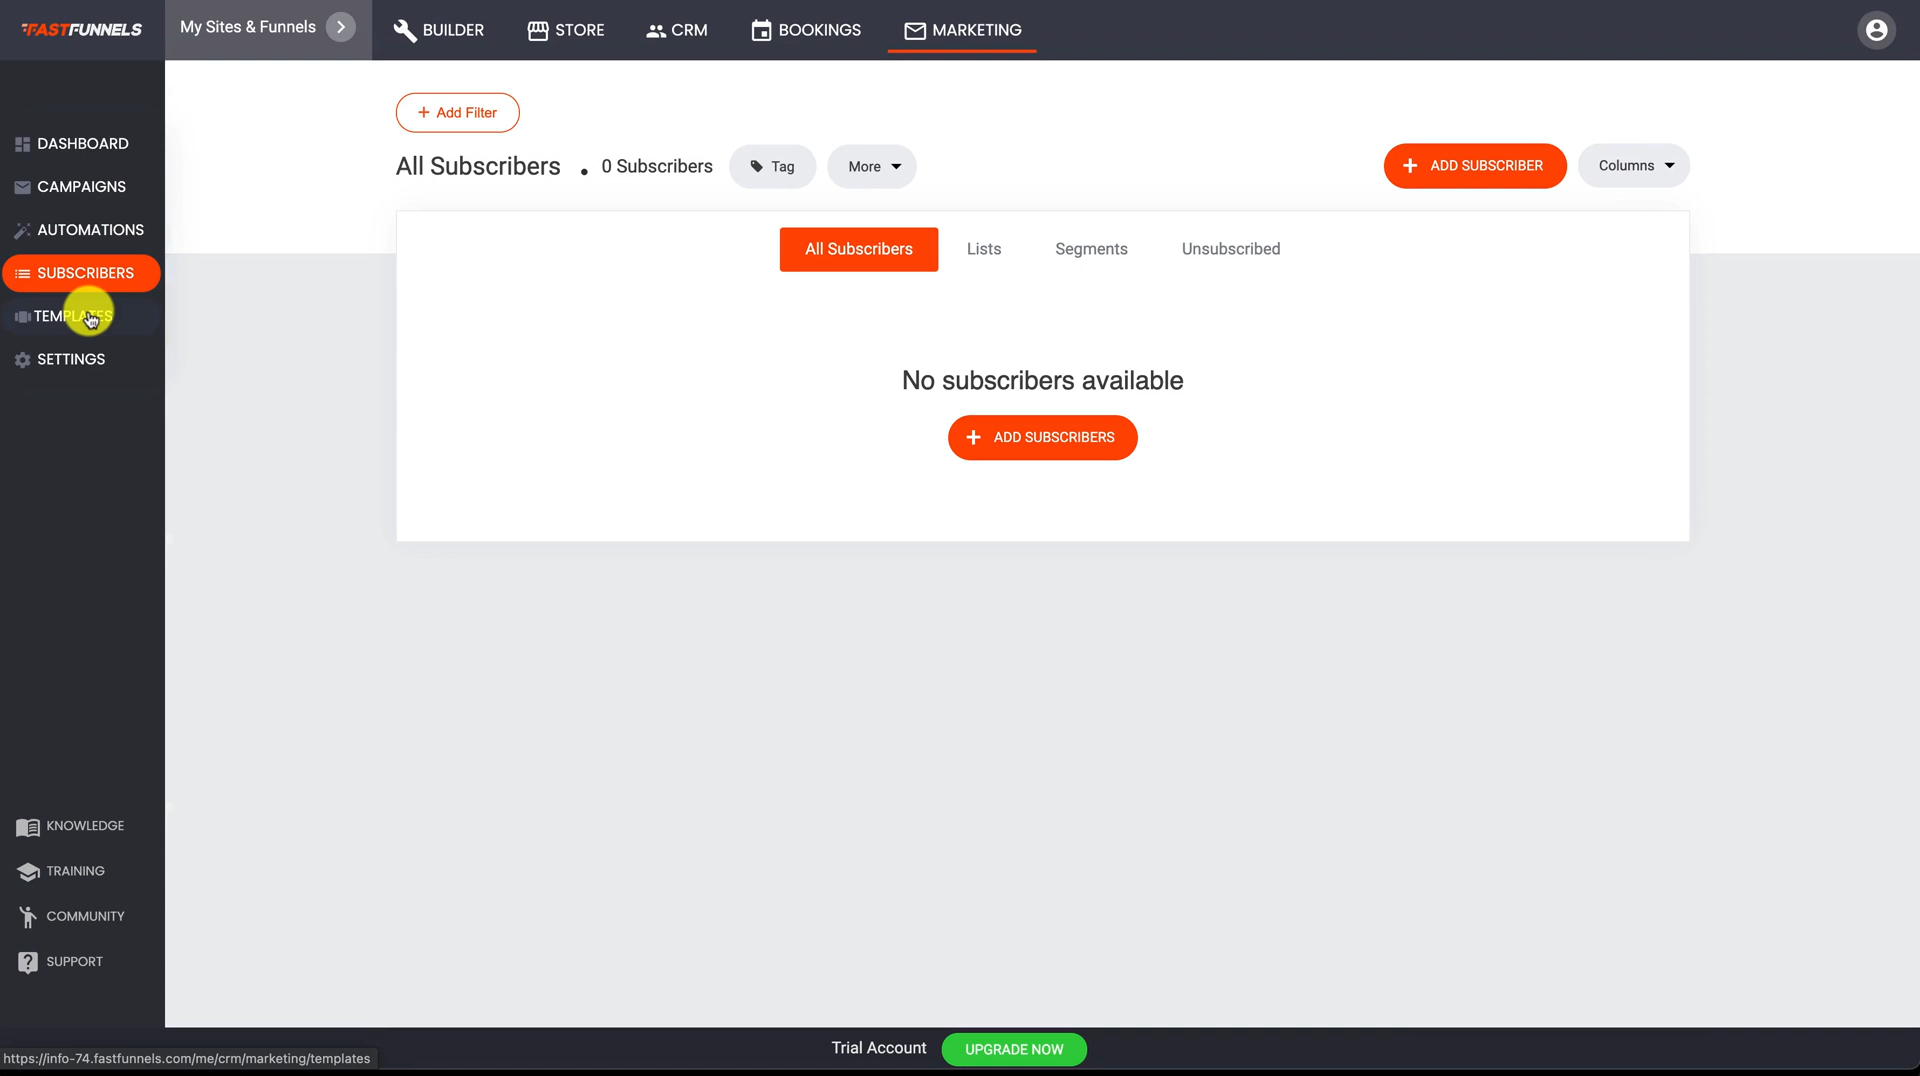 FASTFUNNELS
My Sites & Funnels
BUILDER
STORE
CRM
BOOKINGS
MARKETING
DASHBOARD
CAMPAIGNS
AUTOMATIONS
SUBSCRIBERS
TEMPLATES
SETTINGS
+ Add Filter
All Subscribers . 0 Subscribers
Tag
More
+ ADD SUBSCRIBER
Columns
All Subscribers
Lists
Segments
Unsubscribed
No subscribers available
+ ADD SUBSCRIBERS
KNOWLEDGE
TRAINING
COMMUNITY
? SUPPORT
Trial Account
UPGRADE NOW
https://info-74.fastfunnels.com/me/crm/marketing/templates